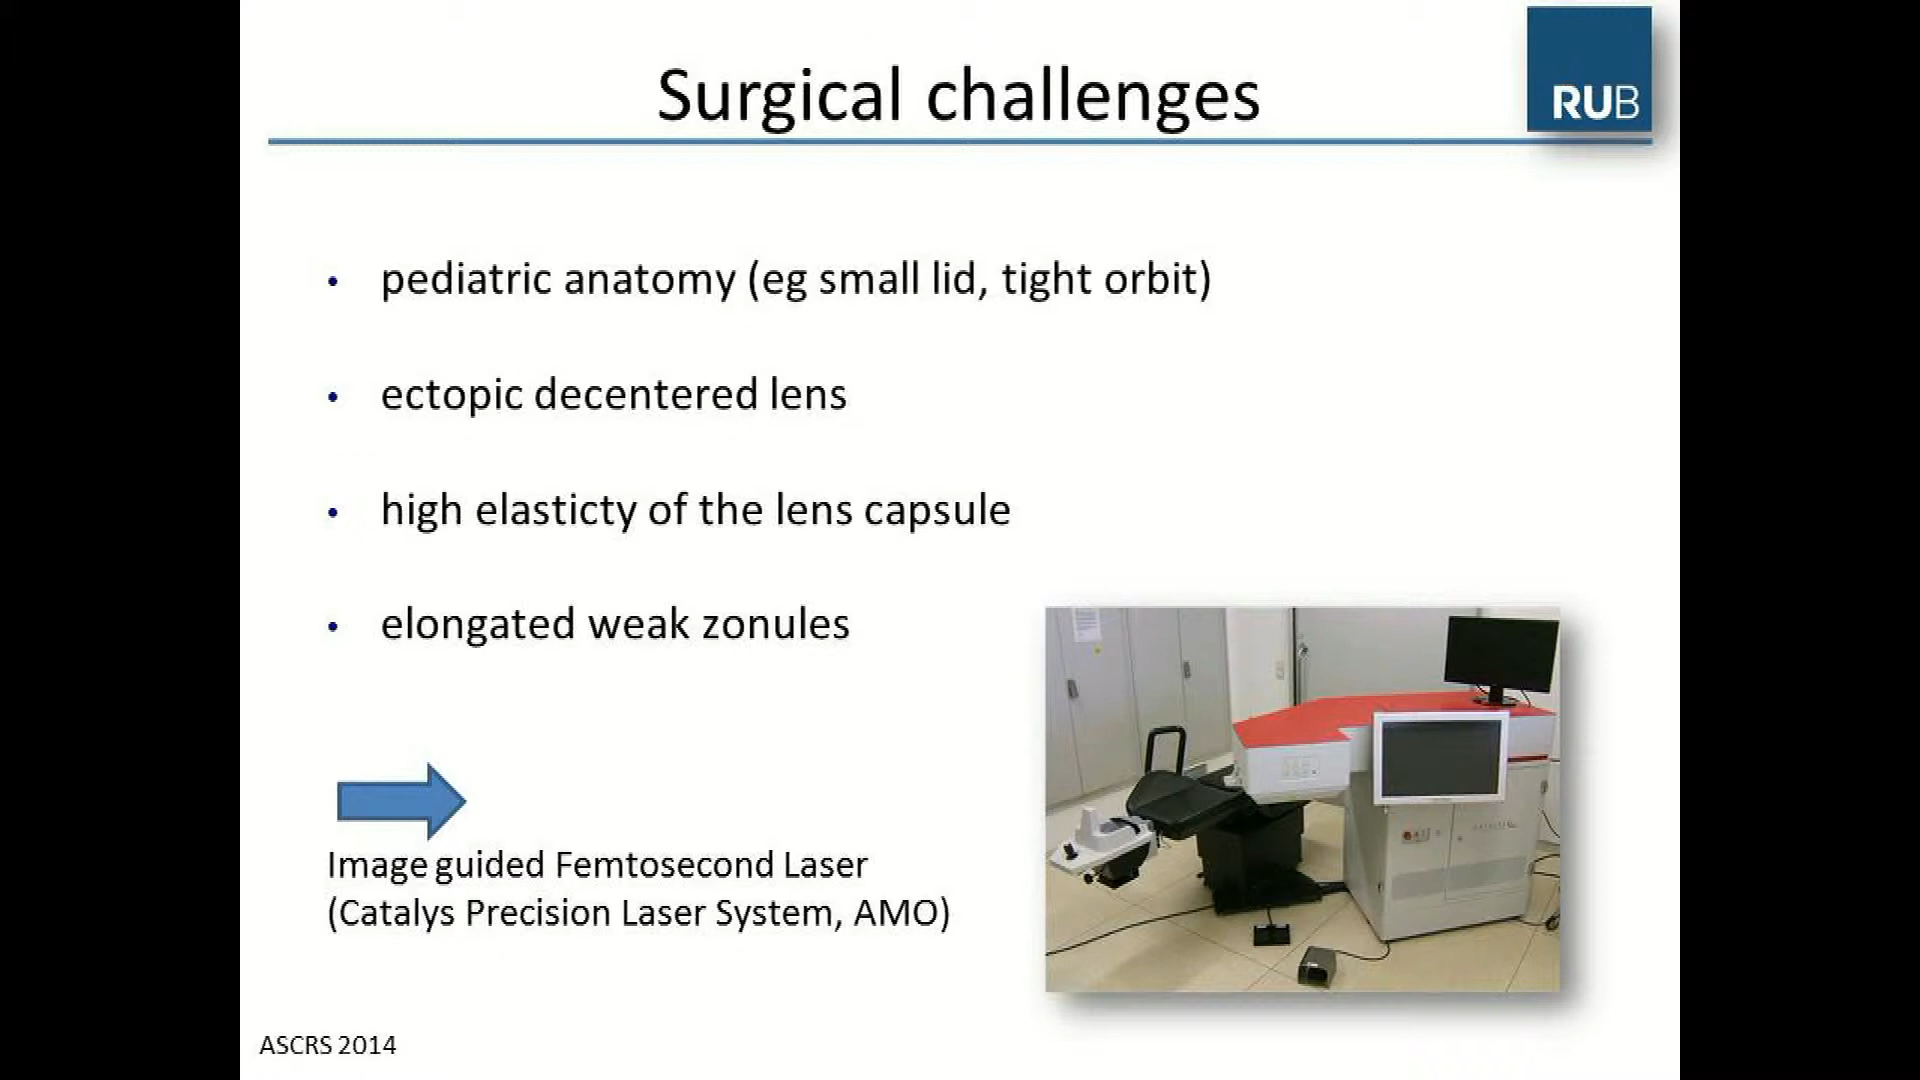 Surgical challenges
RUB
• pediatric anatomy (eg small lid, tight orbit)
• ectopic decentered lens
• high elasticty of the lens capsule
• elongated weak zonules
Image guided Femtosecond Laser
(Catalys Precision Laser System, AMO)
ASCRS 2014